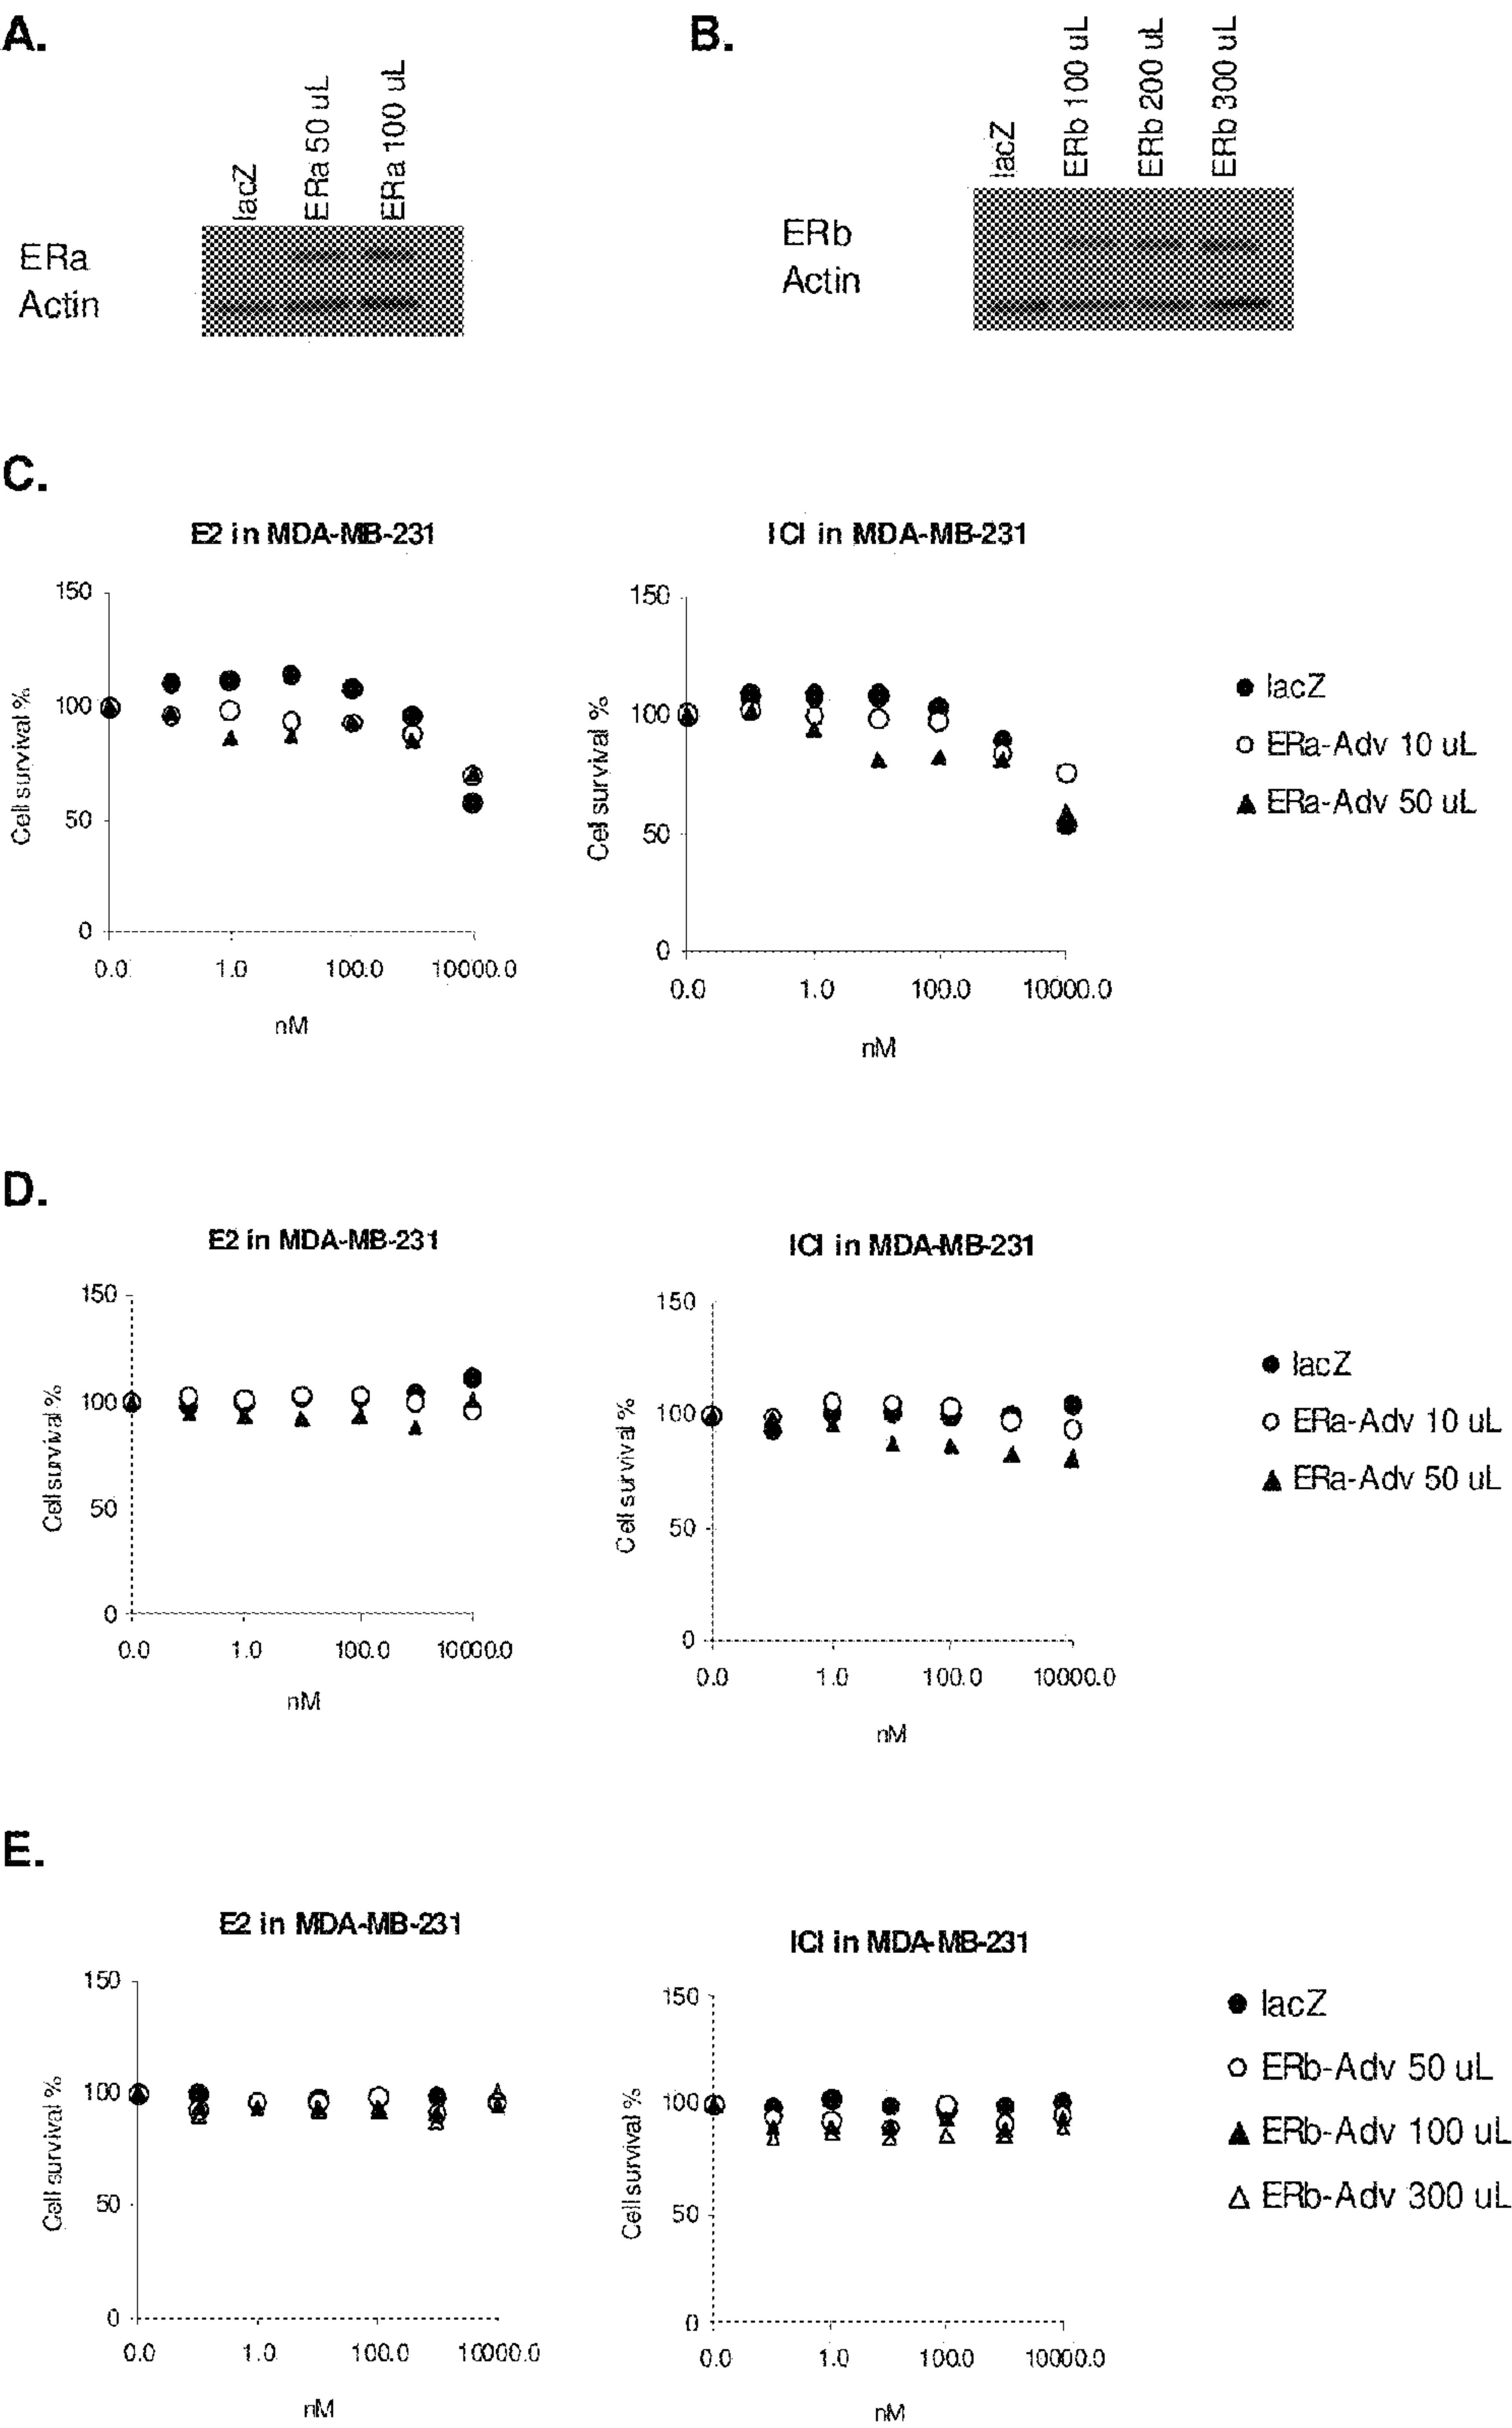 A.
lacZ
ERa 50 uL
ERa 100 uL
ERa
Actin
B.
lacZ
ERb 100 uL
ERb 200 uL
ERb 300 uL
ERb
Actin
C.
E2 in MDA-MB-231
150
100
50
0
Cell survival %
0.0
1.0
100.0
10000.0
nM
ICI in MDA-MB-231
150
100
50
0
Cell survival %
0.0
1.0
100.0
10000.0
nM
lacZ
ERa-Adv 10 uL
ERa-Adv 50 uL
D.
E2 in MDA-MB-231
150
100
50
0
Cell survival %
0.0
1.0
100.0
10000.0
nM
ICI in MDA-MB-231
150
100
50
0
Cell survival %
0.0
1.0
100.0
10000.0
nM
lacZ
ERa-Adv 10 uL
ERa-Adv 50 uL
E.
E2 in MDA-MB-231
150
100
50
0
Cell survival %
0.0
1.0
100.0
10000.0
nM
ICI in MDA-MB-231
150
100
50
0
Cell survival %
0.0
1.0
100.0
10000.0
nM
lacZ
ERb-Adv 50 uL
ERb-Adv 100 uL
ERb-Adv 300 uL